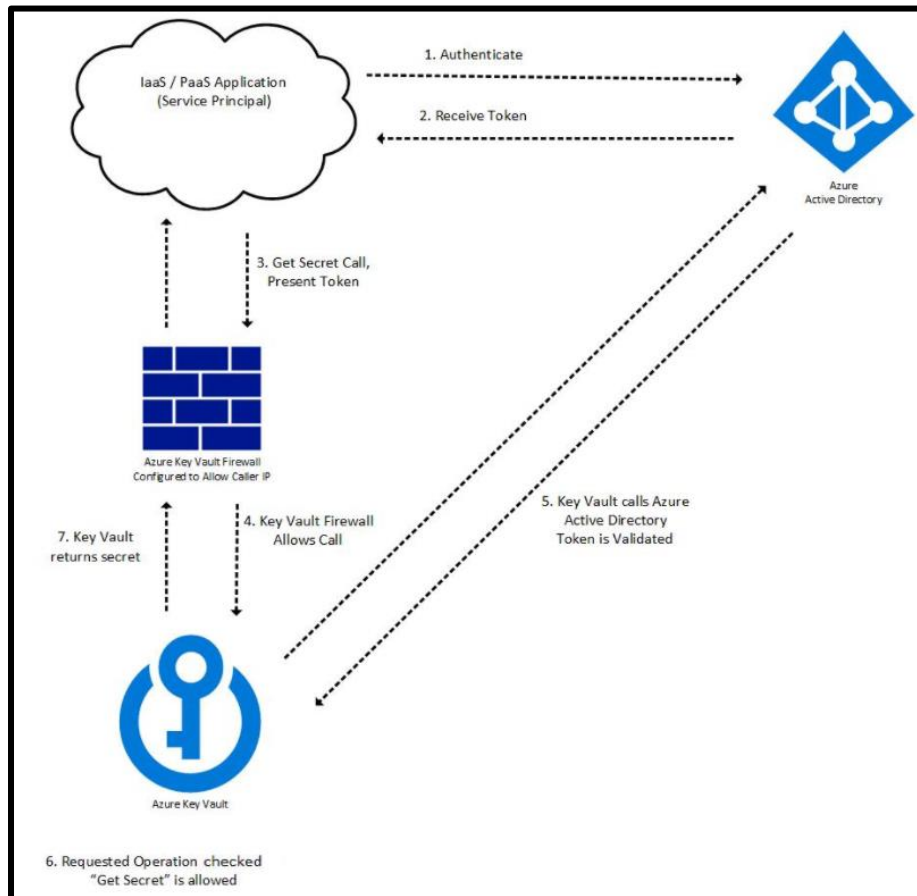 1. Authenticate
IaaS / PaaS Application
(Service Principal)
2. Receive Token
Azure
Active Directory
3. Get Secret Call,
Present Token
Azure Key Vault Firewall
Configured to Allow Caller IP
5. Key Vault calls Azure
Active Directory
Token is Validated
4. Key Vault Firewall
Allows Call
7. Key Vault
returns secret
Azure Key Vault
6. Requested Operation checked
“Get Secret” is allowed